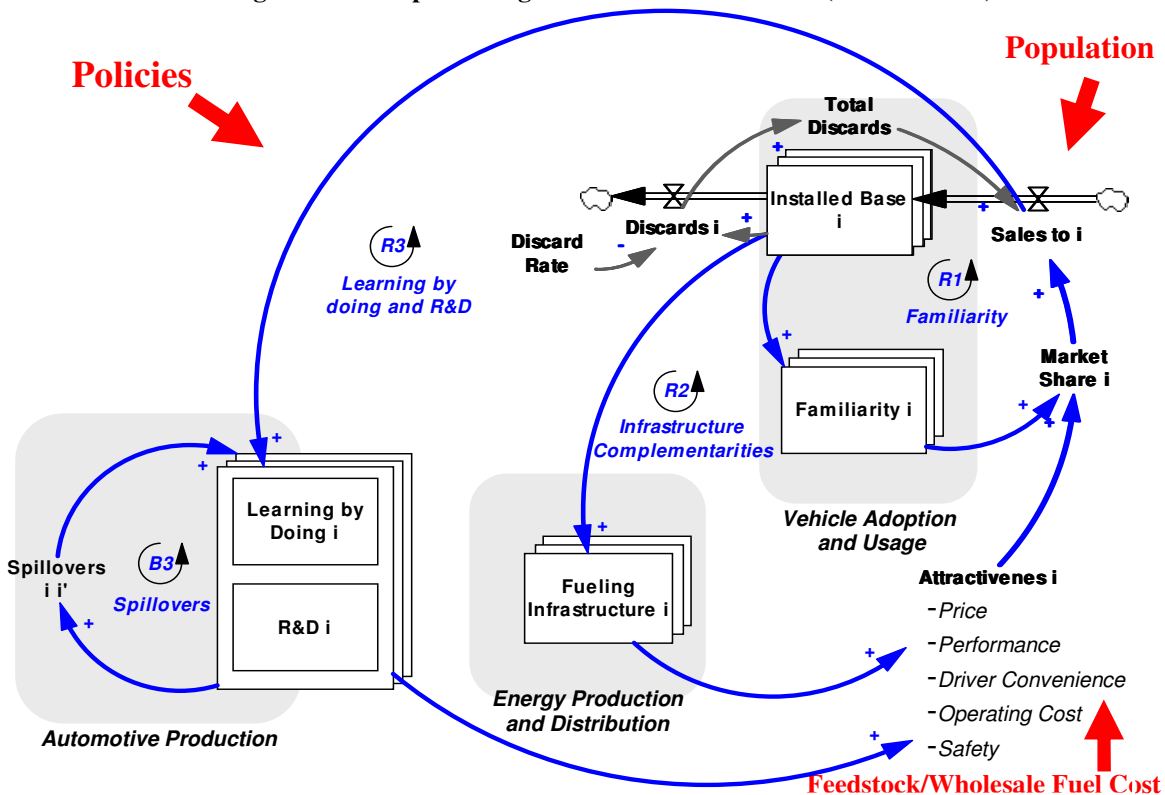 Policies
Population
Total
Discards
+
Installed Base
i
+
Discards i
+
Sales to i
Discard
Rate
-
R3
Learning by
doing and R&D
R1
Familiarity
+
+
Market
Share i
R2
Infrastructure
Complementarities
Familiarity i
+
+
+
+
Learning by
Doing i
Vehicle Adoption
and Usage
+
Spillovers
i i'
B3
Spillovers
+
R&D i
Fueling
Infrastructure i
Attractivenes i
-Price
+
-Performance
-Driver Convenience
-Operating Cost
+
-Safety
Energy Production
and Distribution
Automotive Production
Feedstock/Wholesale Fuel Cost